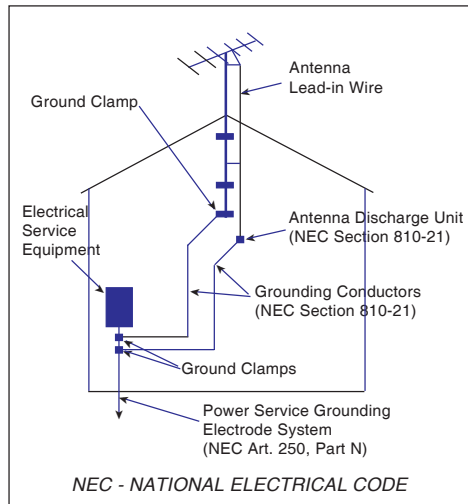 Antenna
Lead-in Wire
Ground Clamp
Electrical
Service
Equipment
Antenna Discharge Unit
(NEC Section 810-21)
Grounding Conductors
(NEC Section 810-21)
Ground Clamps
Power Service Grounding
Electrode System
(NEC Art. 250, Part N)
NEC - NATIONAL ELECTRICAL CODE